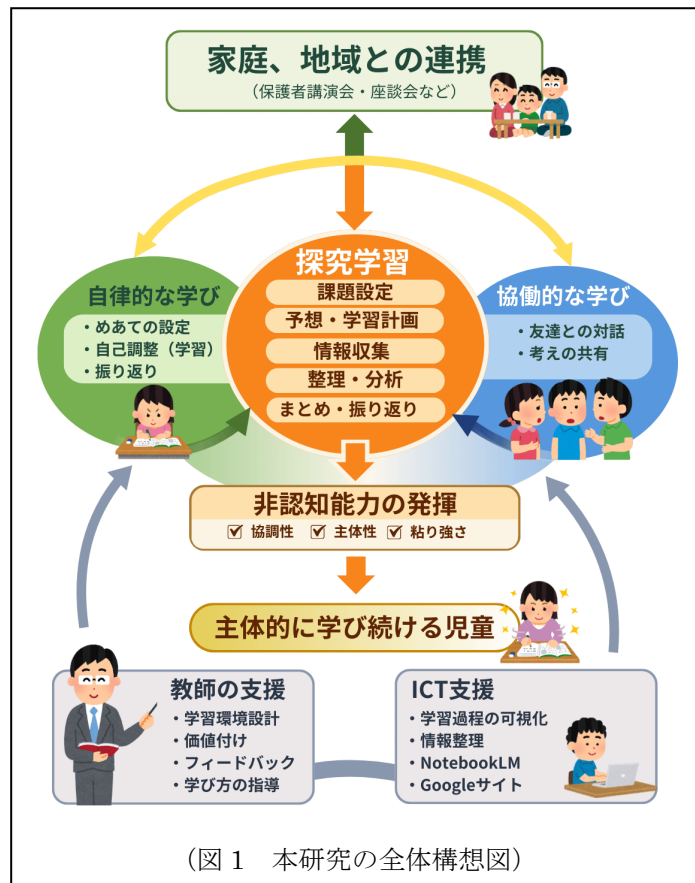 家庭、地域との連携
（保護者講演会・座談会など）
探究学習
課題設定
予想・学習計画
情報収集
整理・分析
まとめ・振り返り
自律的な学び
・めあての設定
・自己調整（学習）
・振り返り
協働的な学び
・友達との対話
・考えの共有
非認知能力の発揮
協調性 主体性 粘り強さ
主体的に学び続ける児童
教師の支援
・学習環境設計
・価値付け
・フィードバック
・学び方の指導
ICT支援
・学習過程の可視化
・情報整理
・NotebookLM
・Googleサイト
（図 1　本研究の全体構想図）